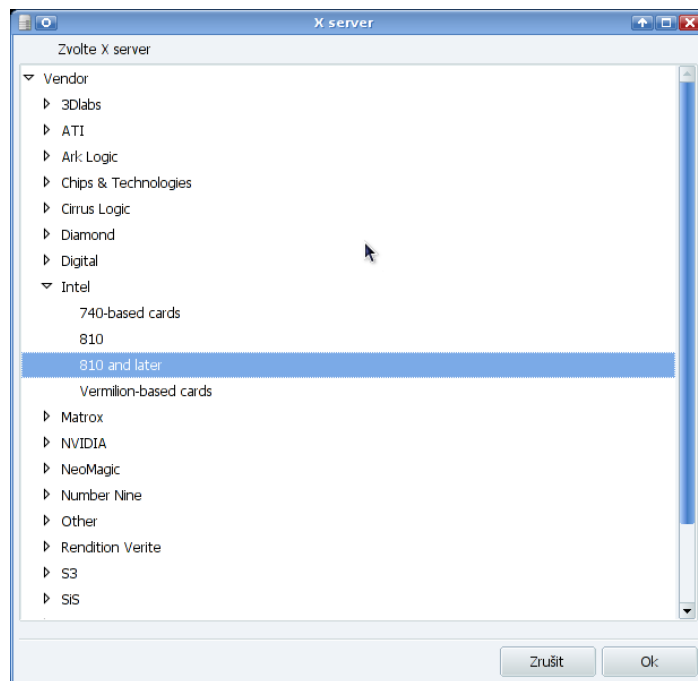 X server
Zvolte X server
Vendor
3Dlabs
ATI
Ark Logic
Chips & Technologies
Cirrus Logic
Diamond
Digital
Intel
740-based cards
810
810 and later
Vermilion-based cards
Matrox
NVIDIA
NeoMagic
Number Nine
Other
Rendition Verite
S3
SiS
Zrušit Ok